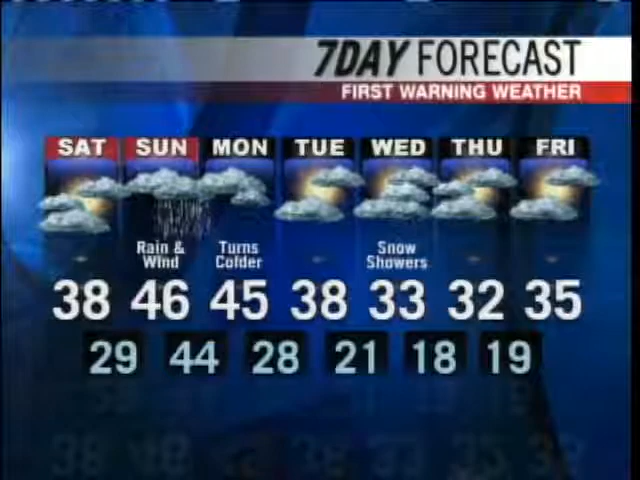 7DAY FORECAST
FIRST WARNING WEATHER
SAT SUN MON TUE WED THU FRI
Rain & Turns Snow
Wind Colder Showers
38 46 45 38 33 32 35
29 44 28 21 18 19